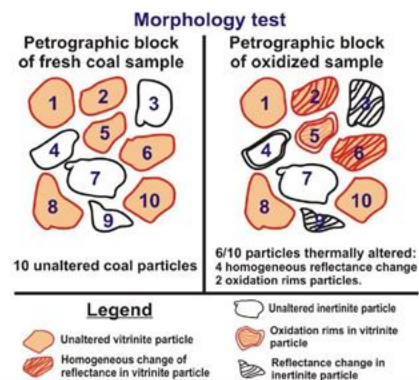 Morphology test
Petrographic block
of fresh coal sample
Petrographic block
of oxidized sample
1
2
3
4
5
6
7
8
9
10
10 unaltered coal particles
1
2
3
4
5
6
7
8
9
10
6/10 particles thermally altered:
4 homogeneous reflectance change
2 oxidation rims particles.
Legend
Unaltered vitrinite particle
Homogeneous change of
reflectance in vitrinite particle
Unaltered inertinite particle
Oxidation rims in vitrinite
particle
Reflectance change in
inertinite particle